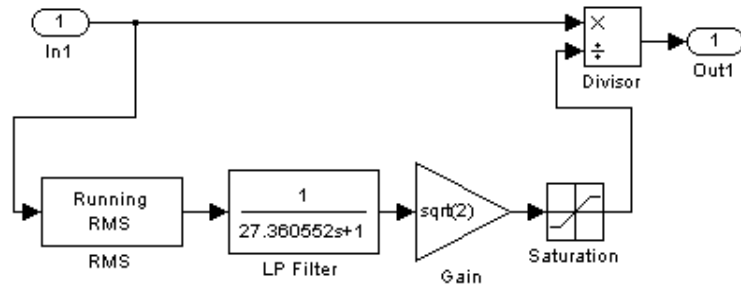 1
In1
×
÷
Divisor
1
Out1
Running
RMS
RMS
1
27.360552s+1
LP Filter
sqrt(2)
Gain
Saturation